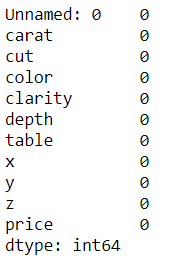 Unnamed: 0    0
carat         0
cut           0
color         0
clarity       0
depth         0
table         0
x             0
y             0
z             0
price         0
dtype: int64